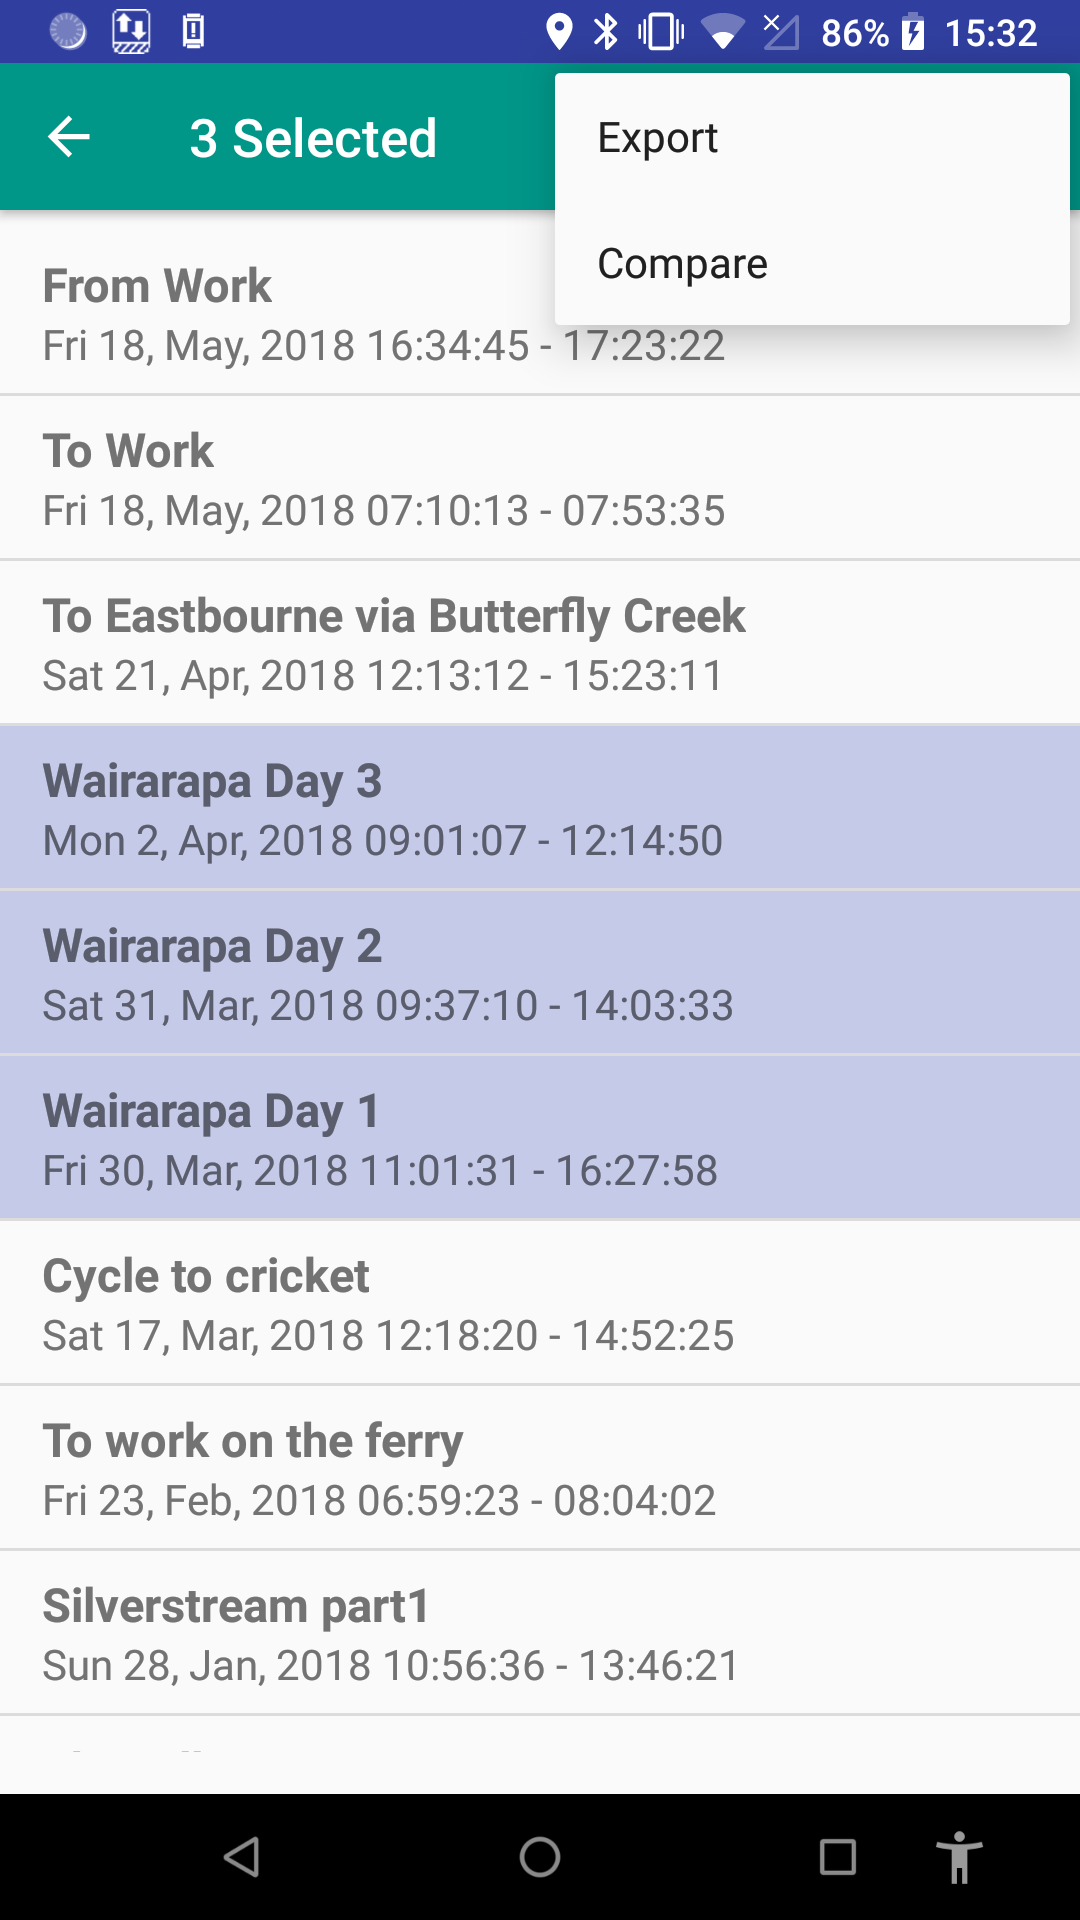 86% 15:32
3 Selected
Export
Compare
From Work
Fri 18, May, 2018 16:34:45 - 17:23:22
To Work
Fri 18, May, 2018 07:10:13 - 07:53:35
To Eastbourne via Butterfly Creek
Sat 21, Apr, 2018 12:13:12 - 15:23:11
Wairarapa Day 3
Mon 2, Apr, 2018 09:01:07 - 12:14:50
Wairarapa Day 2
Sat 31, Mar, 2018 09:37:10 - 14:03:33
Wairarapa Day 1
Fri 30, Mar, 2018 11:01:31 - 16:27:58
Cycle to cricket
Sat 17, Mar, 2018 12:18:20 - 14:52:25
To work on the ferry
Fri 23, Feb, 2018 06:59:23 - 08:04:02
Silverstream part1
Sun 28, Jan, 2018 10:56:36 - 13:46:21